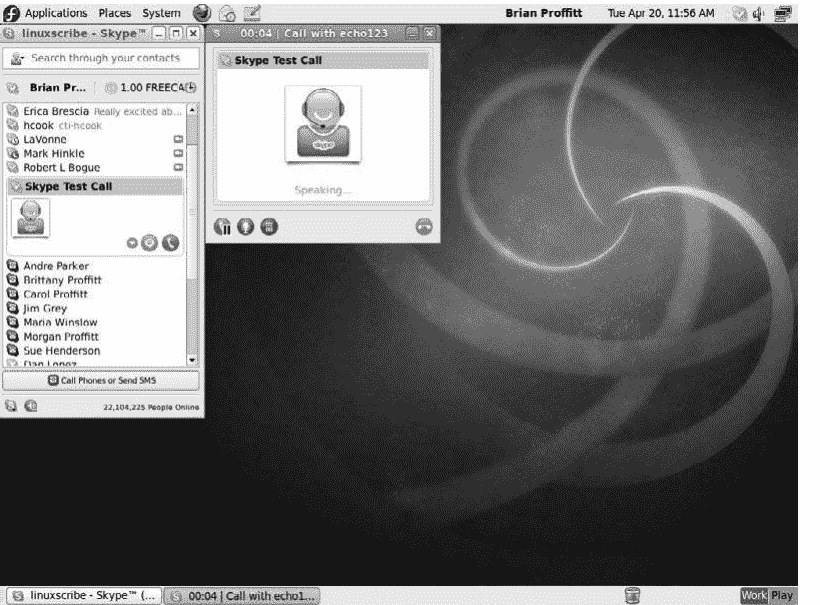 Applications Places System Brian Proffitt Tue Apr 20, 11:56 AM
linuxscribe - Skype™
Search through your contacts
Brian Pr... 1.00 FREECA
Erica Brescia Really excited ab...
hcook cti-hcook
LaVonne
Mark Hinkle
Robert L Bogue
Skype Test Call
Andre Parker
Brittany Proffitt
Carol Proffitt
Jim Grey
Maria Winslow
Morgan Proffitt
Sue Henderson
Dan Lopez
Call Phones or Send SMS
22,104,225 People Online
00:04 | Call with echo123
Skype Test Call
skype
Speaking...
linuxscribe - Skype™ (...
00:04 | Call with echo1...
Work Play